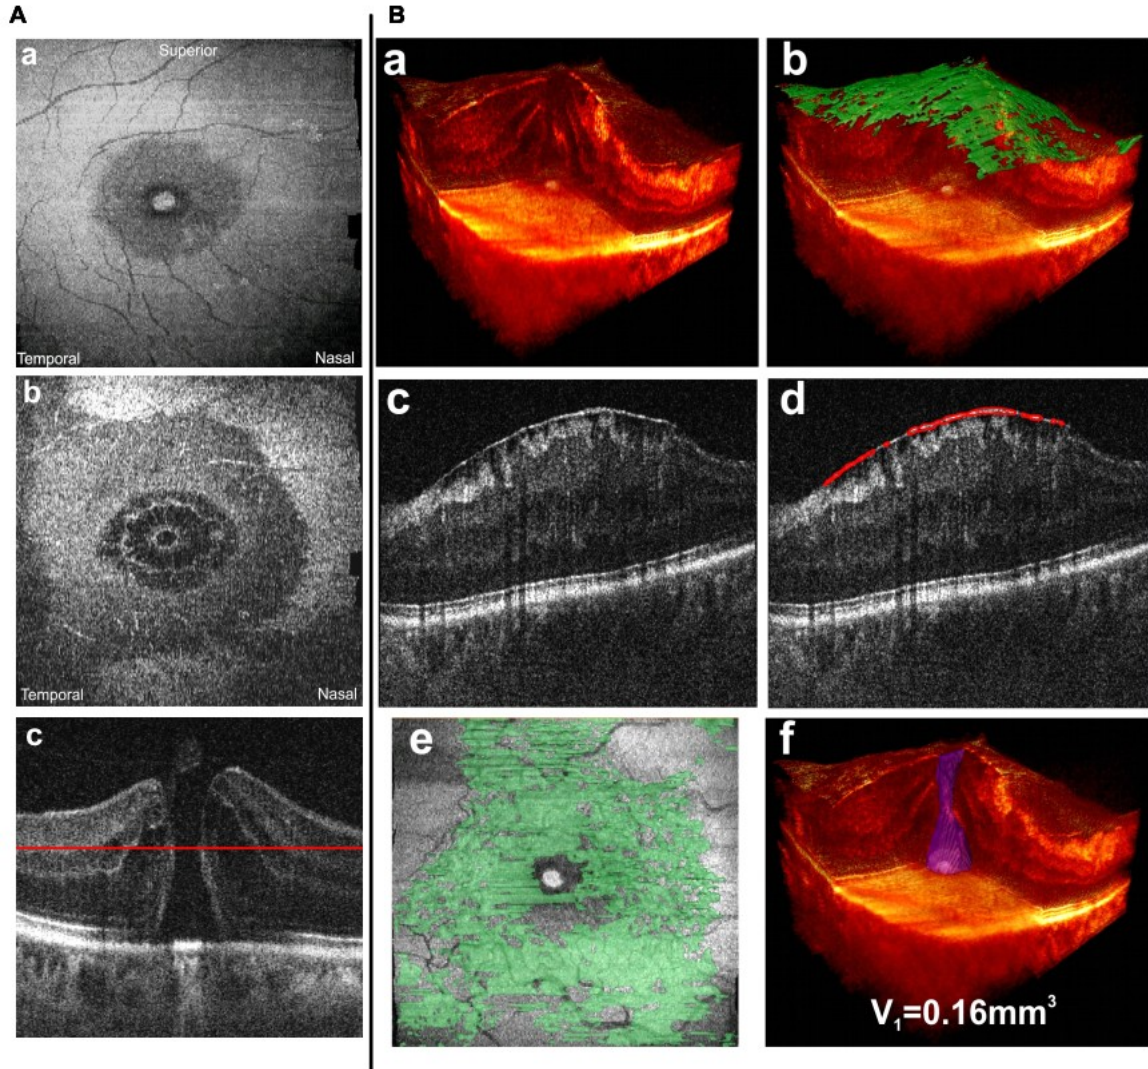 A
B
a
Superior
Temporal
Nasal
b
Temporal
Nasal
c
a
b
c
d
e
f
V₁=0.16mm³